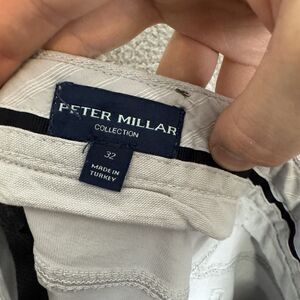 PETER MILLAR
COLLECTION
32
MADE IN
TURKEY